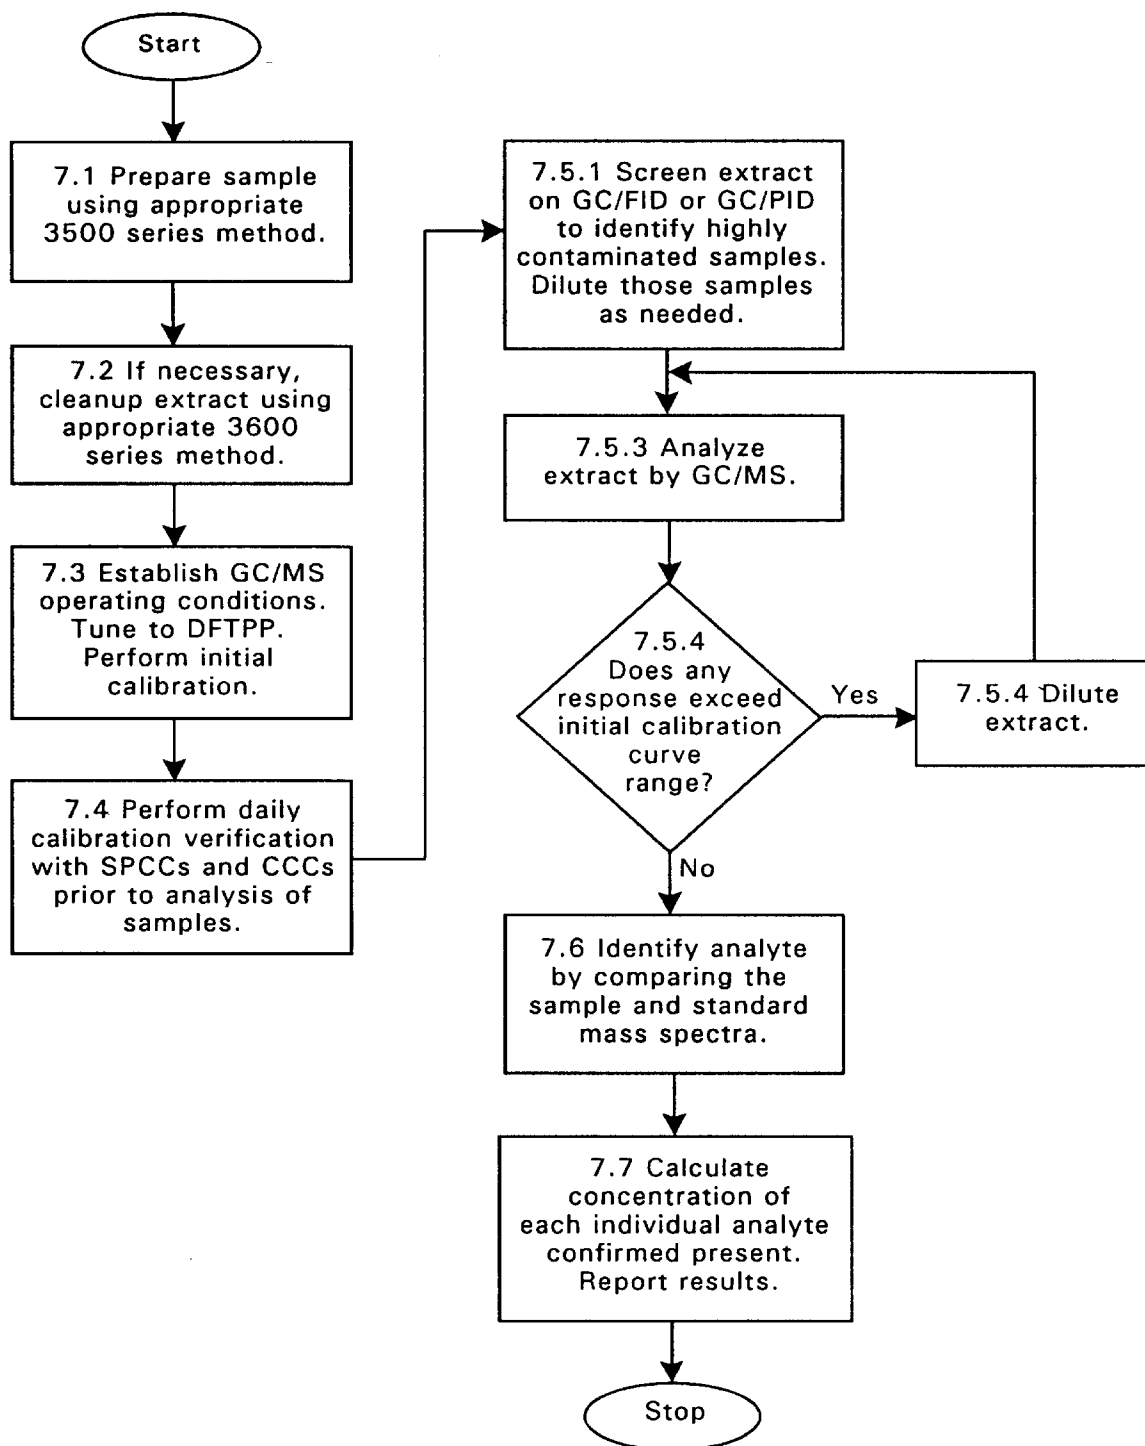 Start
7.1 Prepare sample
using appropriate
3500 series method.
7.2 If necessary,
cleanup extract using
appropriate 3600
series method.
7.3 Establish GC/MS
operating conditions.
Tune to DFTPP.
Perform initial
calibration.
7.4 Perform daily
calibration verification
with SPCCs and CCCs
prior to analysis of
samples.
7.5.1 Screen extract
on GC/FID or GC/PID
to identify highly
contaminated samples.
Dilute those samples
as needed.
7.5.3 Analyze
extract by GC/MS.
7.5.4
Does any
response exceed
initial calibration
curve
range?
Yes
7.5.4 Dilute
extract.
No
7.6 Identify analyte
by comparing the
sample and standard
mass spectra.
7.7 Calculate
concentration of
each individual analyte
confirmed present.
Report results.
Stop